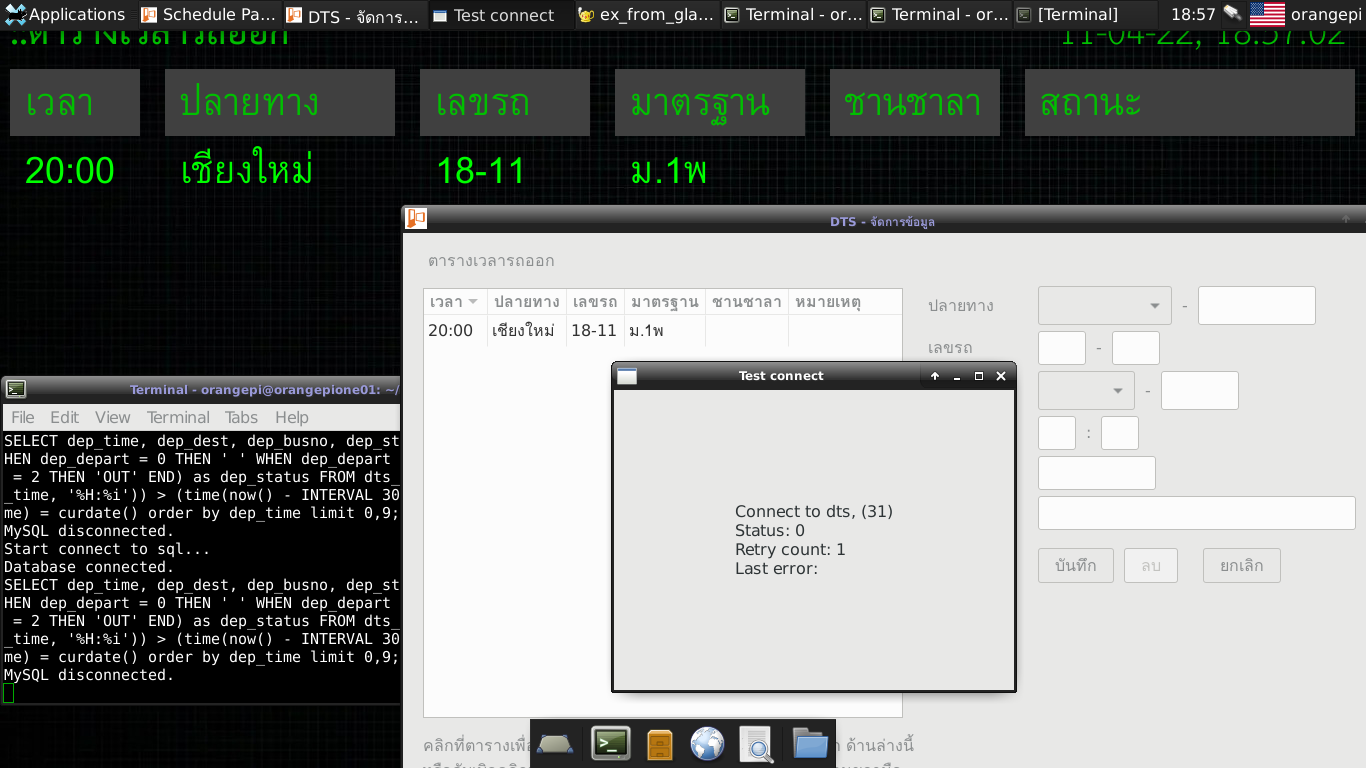 Applications
Schedule Pa...
DTS - จัดการ...
Test connect
ex_from_gla...
Terminal - or...
Terminal - or...
[Terminal]
18:57
orangepi
::ตารางเวลารถออก
11-04-22, 18:57:02
เวลา ปลายทาง เลขรถ มาตรฐาน ชานชาลา สถานะ
20:00 เชียงใหม่ 18-11 ม.1พ
DTS - จัดการข้อมูล
ตารางเวลารถออก
เวลา ปลายทาง เลขรถ มาตรฐาน ชานชาลา หมายเหตุ
20:00 เชียงใหม่ 18-11 ม.1พ
ปลายทาง -
เลขรถ -
-
:
บันทึก ลบ ยกเลิก
Test connect
Connect to dts, (31)
Status: 0
Retry count: 1
Last error:
Terminal - orangepi@orangepione01: ~/
File Edit View Terminal Tabs Help
SELECT dep_time, dep_dest, dep_busno, dep_st
HEN dep_depart = 0 THEN ' ' WHEN dep_depart
= 2 THEN 'OUT' END) as dep_status FROM dts_
_time, '%H:%i')) > (time(now() - INTERVAL 30
me) = curdate() order by dep_time limit 0,9;
MySQL disconnected.
Start connect to sql...
Database connected.
SELECT dep_time, dep_dest, dep_busno, dep_st
HEN dep_depart = 0 THEN ' ' WHEN dep_depart
= 2 THEN 'OUT' END) as dep_status FROM dts_
_time, '%H:%i')) > (time(now() - INTERVAL 30
me) = curdate() order by dep_time limit 0,9;
MySQL disconnected.
คลิกที่ตารางเพื่อ
ด้านล่างนี้